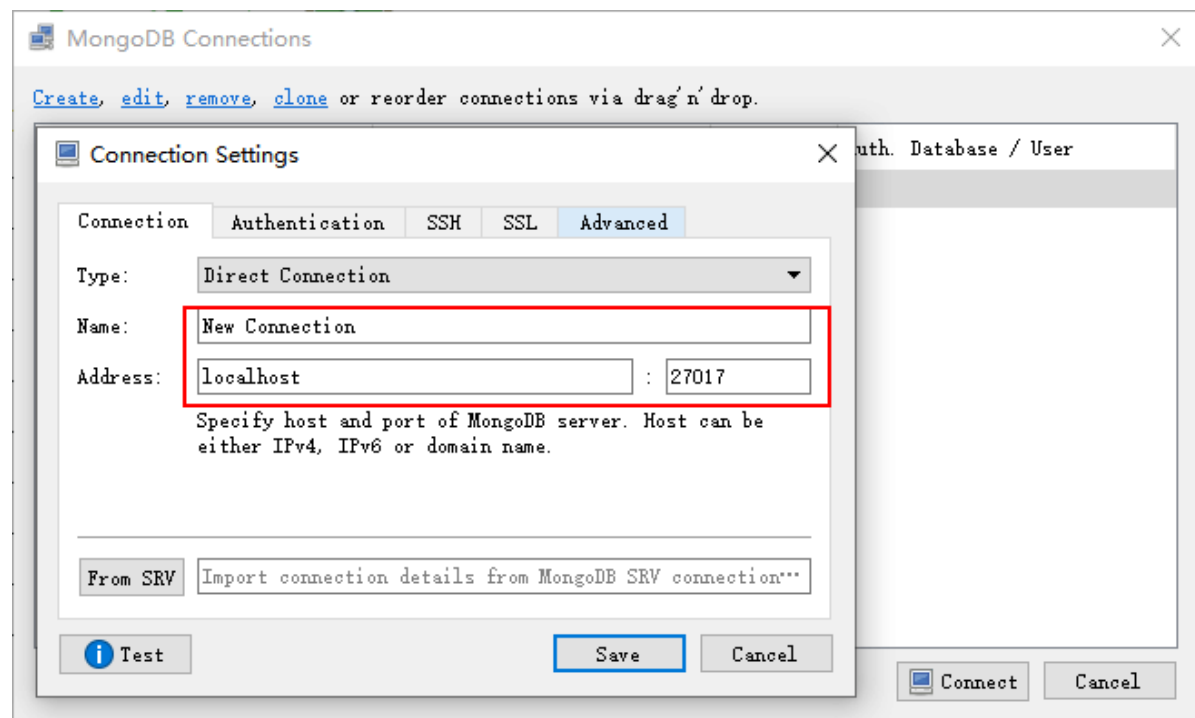 MongoDB Connections
Create, edit, remove, clone or reorder connections via drag'n'drop.
uth. Database / User
Connection Settings
Connection Authentication SSH SSL Advanced
Type: Direct Connection
Name: New Connection
Address: localhost : 27017
Specify host and port of MongoDB server. Host can be
either IPv4, IPv6 or domain name.
From SRV Import connection details from MongoDB SRV connection···
Test Save Cancel
Connect Cancel